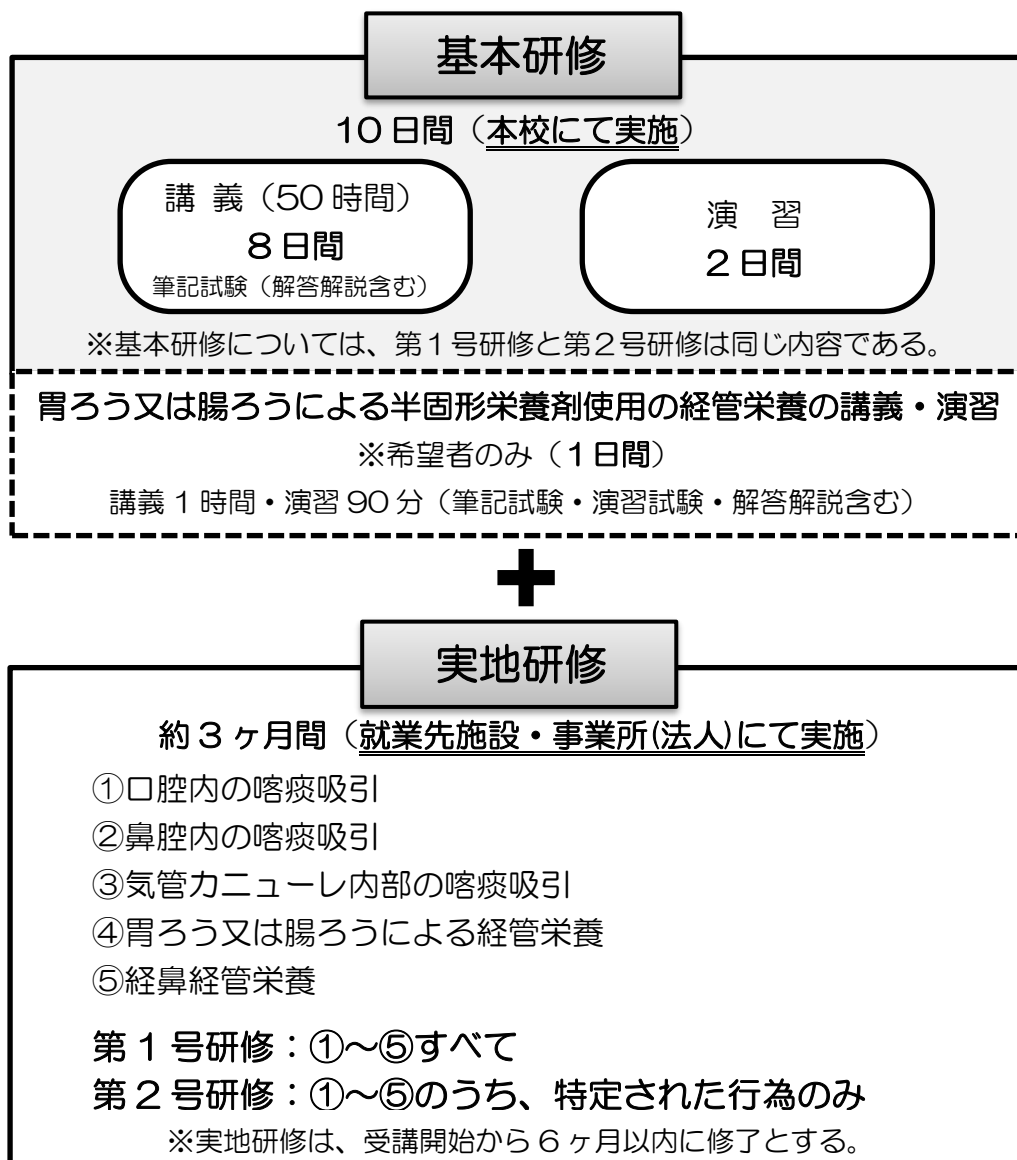 基本研修
10日間（本校にて実施）
講 義（50時間）
8日間
筆記試験（解答解説含む）
演　習
2日間
※基本研修については、第1号研修と第2号研修は同じ内容である。
胃ろう又は腸ろうによる半固形栄養剤使用の経管栄養の講義・演習
※希望者のみ（1日間）
講義1時間・演習90分（筆記試験・演習試験・解答解説含む）
+
実地研修
約3ヶ月間（就業先施設・事業所(法人)にて実施）
①口腔内の喀痰吸引
②鼻腔内の喀痰吸引
③気管カニューレ内部の喀痰吸引
④胃ろう又は腸ろうによる経管栄養
⑤経鼻経管栄養
第1号研修：①～⑤すべて
第2号研修：①～⑤のうち、特定された行為のみ
※実地研修は、受講開始から6ヶ月以内に修了とする。